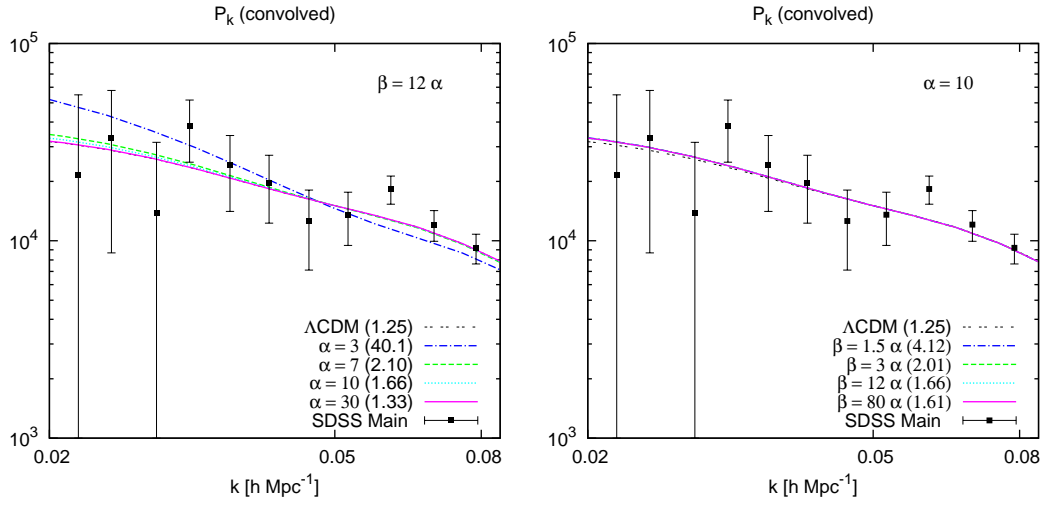 P_k (convolved)
10^5
10^4
10^3
β = 12 α
ΛCDM (1.25)
α = 3 (40.1)
α = 7 (2.10)
α = 10 (1.66)
α = 30 (1.33)
SDSS Main
0.02
0.05
0.08
k [h Mpc^-1]
P_k (convolved)
10^5
10^4
10^3
α = 10
ΛCDM (1.25)
β = 1.5 α (4.12)
β = 3 α (2.01)
β = 12 α (1.66)
β = 80 α (1.61)
SDSS Main
0.02
0.05
0.08
k [h Mpc^-1]